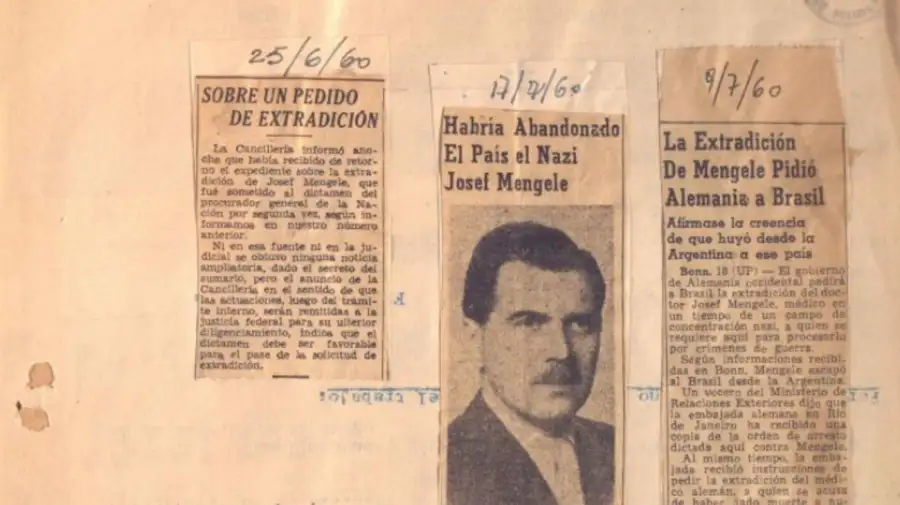 25/6/60
SOBRE UN PEDIDO
DE EXTRADICIÓN
La Cancillería informó ano-
che que había recibido de retor-
no el expediente sobre la extra-
dición de Josef Mengele, que
fué sometido al dictamen del
procurador general de la Na-
ción por segunda vez, según in-
formamos en nuestro número
anterior.
Ni en esa fuente ni en la ju-
dicial se obtuvo ninguna noticia
ampliatoria, dado el secreto del
sumario, pero el anuncio de la
Cancillería en el sentido de que
las actuaciones, luego del trámi-
te interno, serán remitidas a la
justicia federal para su ulterior
diligenciamiento, indica que el
dictamen debe ser favorable
para el pase de la solicitud de
extradición.
17/7/60
Habría Abandonado
El País el Nazi
Josef Mengele
9/7/60
La Extradición
De Mengele Pidió
Alemania a Brasil
Afírmase la creencia
de que huyó desde la
Argentina a ese país
Bonn, 18 (UP) — El gobierno
de Alemania occidental pedirá
a Brasil la extradición del doc-
tor Josef Mengele, médico en
un tiempo de un campo de
concentración nazi, a quien se
requiere aquí para procesarlo
por crímenes de guerra.
Según informaciones recibi-
das en Bonn, Mengele escapó
al Brasil desde la Argentina.
Un vocero del Ministerio de
Relaciones Exteriores dijo que
la embajada alemana en Río
de Janeiro ha recibido una
copia de la orden de arresto
dictada aquí contra Mengele.
Al mismo tiempo, la emba-
jada recibió instrucciones de
pedir la extradición del médi-
co alemán, a quien se acusa
de haber dado muerte a nu-
el trabajo: